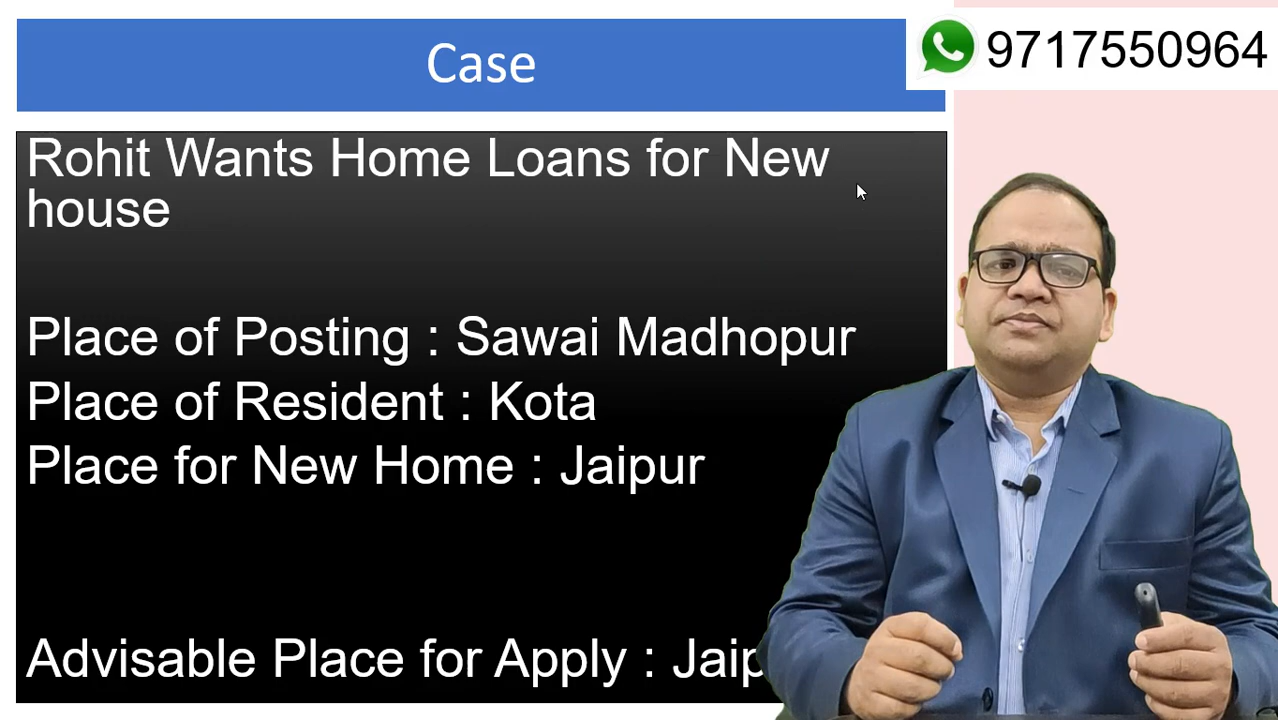 Case
9717550964
Rohit Wants Home Loans for New
house
Place of Posting : Sawai Madhopur
Place of Resident : Kota
Place for New Home : Jaipur
Advisable Place for Apply :